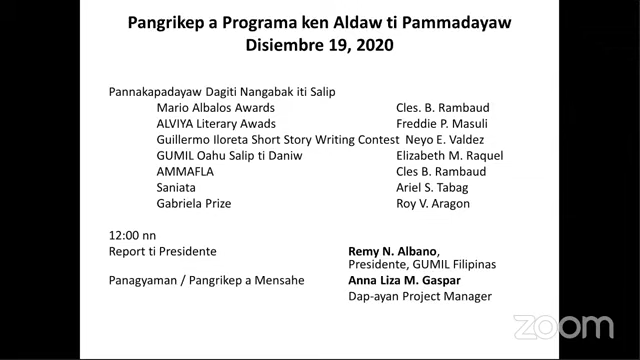 Pangrikep a Programa ken Aldaw ti Pammadayaw
Disiembre 19, 2020
Pannakapadayaw Dagiti Nangabak iti Salip
Mario Albalos Awards Cles. B. Rambaud
ALVIYA Literary Awads Freddie P. Masuli
Guillermo Iloreta Short Story Writing Contest Neyo E. Valdez
GUMIL Oahu Salip ti Daniw Elizabeth M. Raquel
AMMAFLA Cles B. Rambaud
Saniata Ariel S. Tabag
Gabriela Prize Roy V. Aragon
12:00 nn
Report ti Presidente Remy N. Albano,
Presidente, GUMIL Filipinas
Panagyaman / Pangrikep a Mensahe Anna Liza M. Gaspar
Dap-ayan Project Manager
zoom